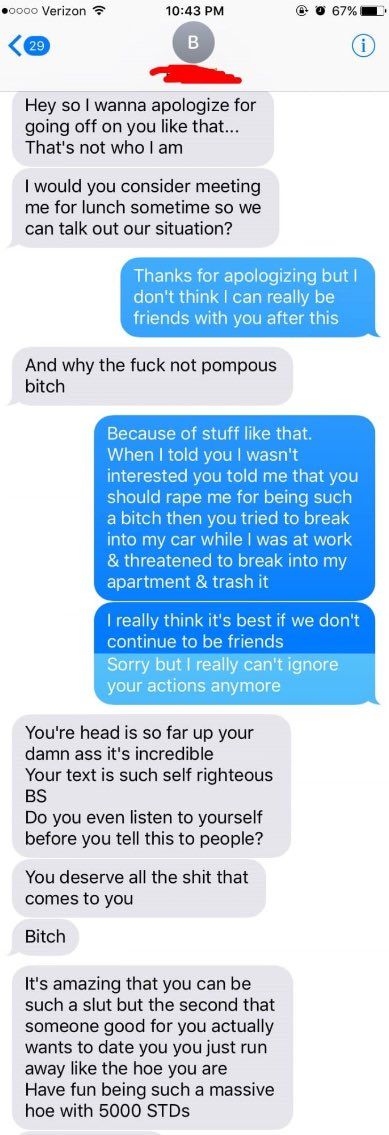 Verizon 10:43 PM 67%
29 B i
Hey so I wanna apologize for
going off on you like that...
That's not who I am
I would you consider meeting
me for lunch sometime so we
can talk out our situation?
Thanks for apologizing but I
don't think I can really be
friends with you after this
And why the fuck not pompous
bitch
Because of stuff like that.
When I told you I wasn't
interested you told me that you
should rape me for being such
a bitch then you tried to break
into my car while I was at work
& threatened to break into my
apartment & trash it
I really think it's best if we don't
continue to be friends
Sorry but I really can't ignore
your actions anymore
You're head is so far up your
damn ass it's incredible
Your text is such self righteous
BS
Do you even listen to yourself
before you tell this to people?
You deserve all the shit that
comes to you
Bitch
It's amazing that you can be
such a slut but the second that
someone good for you actually
wants to date you you just run
away like the hoe you are
Have fun being such a massive
hoe with 5000 STDs